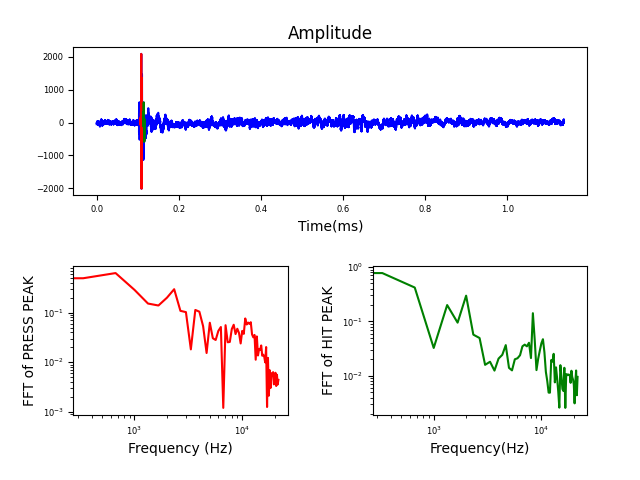 Amplitude
2000
1000
0
−1000
−2000
0.0 0.2 0.4 0.6 0.8 1.0
Time(ms)
FFT of PRESS PEAK
10⁻¹
10⁻²
10⁻³
10³ 10⁴
Frequency (Hz)
FFT of HIT PEAK
10⁰
10⁻¹
10⁻²
10³ 10⁴
Frequency(Hz)